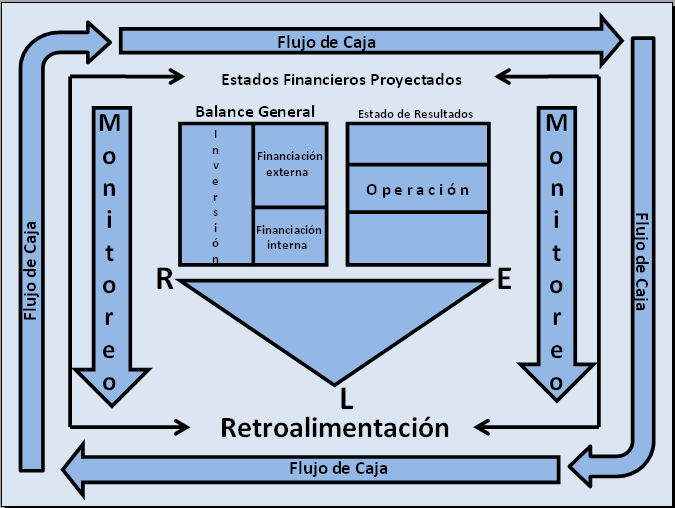 Flujo de Caja
Estados Financieros Proyectados
Balance General
Estado de Resultados
Monitoreo
Inversión
Financiación
externa
Financiación
interna
Operación
Monitoreo
Flujo de Caja
Flujo de Caja
R
E
L
Retroalimentación
Flujo de Caja